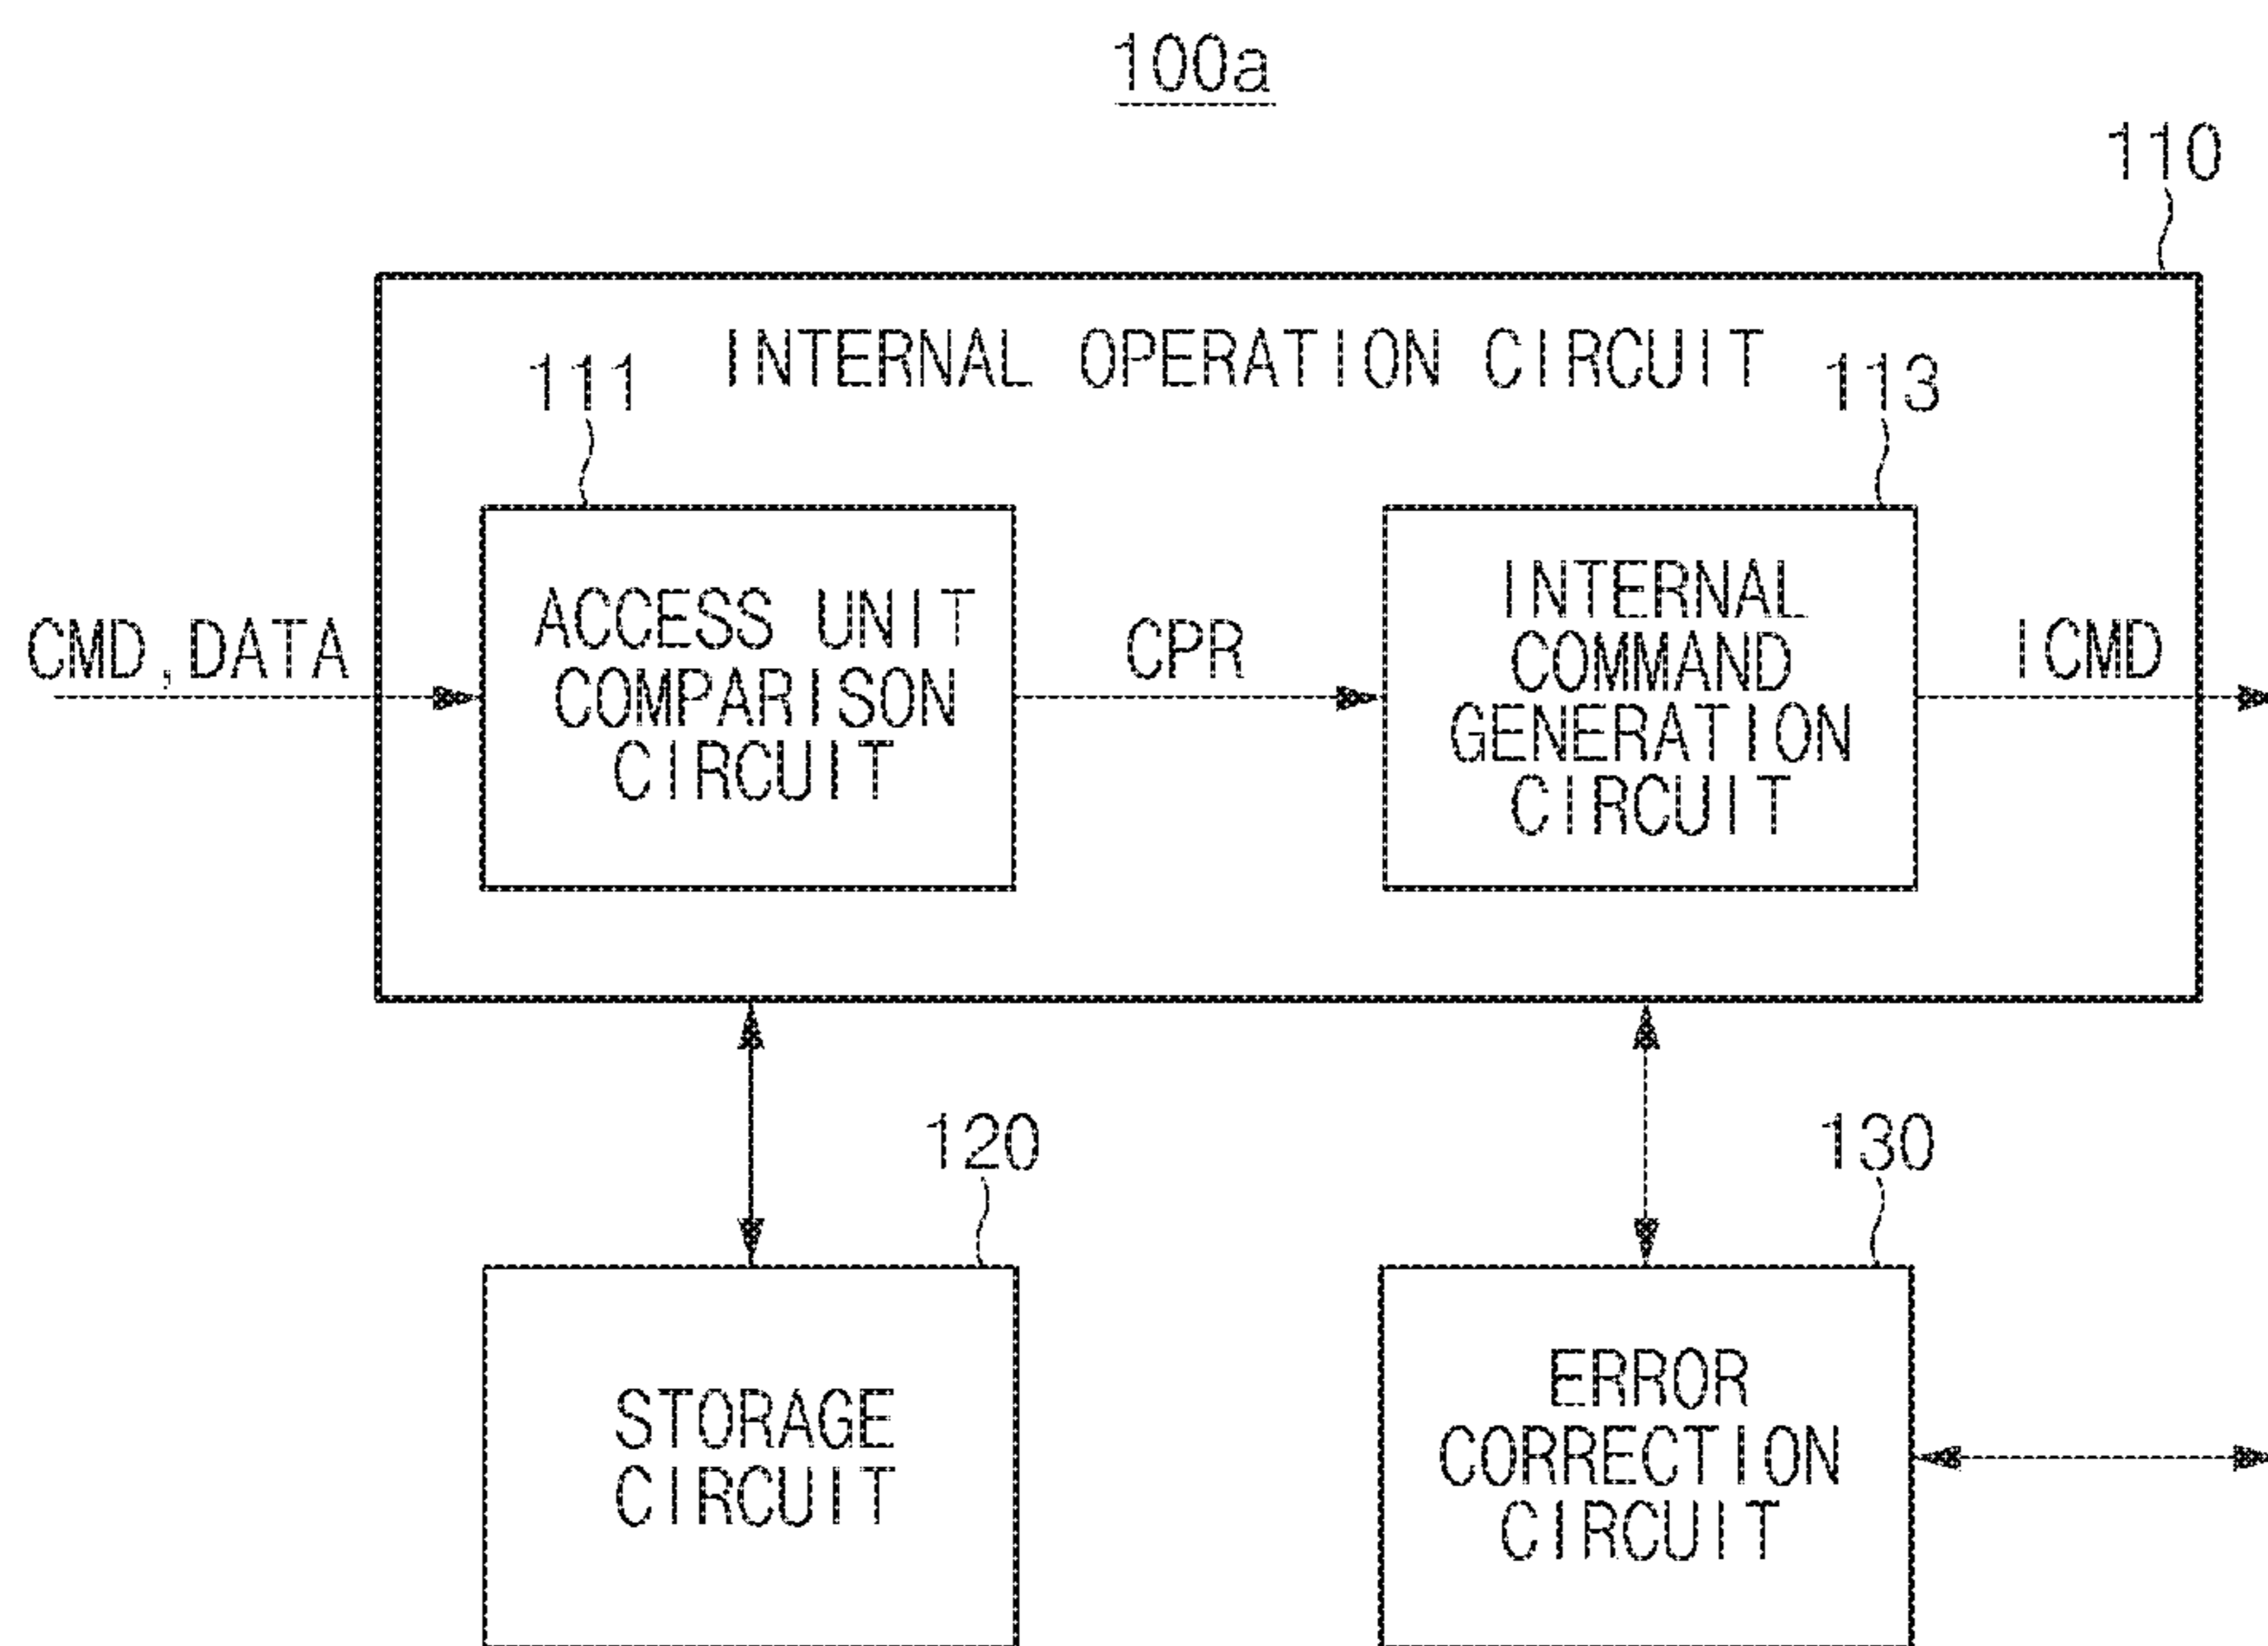 100a
110
INTERNAL OPERATION CIRCUIT
111
113
CMD,DATA
ACCESS UNIT
COMPARISON
CIRCUIT
CPR
INTERNAL
COMMAND
GENERATION
CIRCUIT
ICMD
120
130
STORAGE
CIRCUIT
ERROR
CORRECTION
CIRCUIT